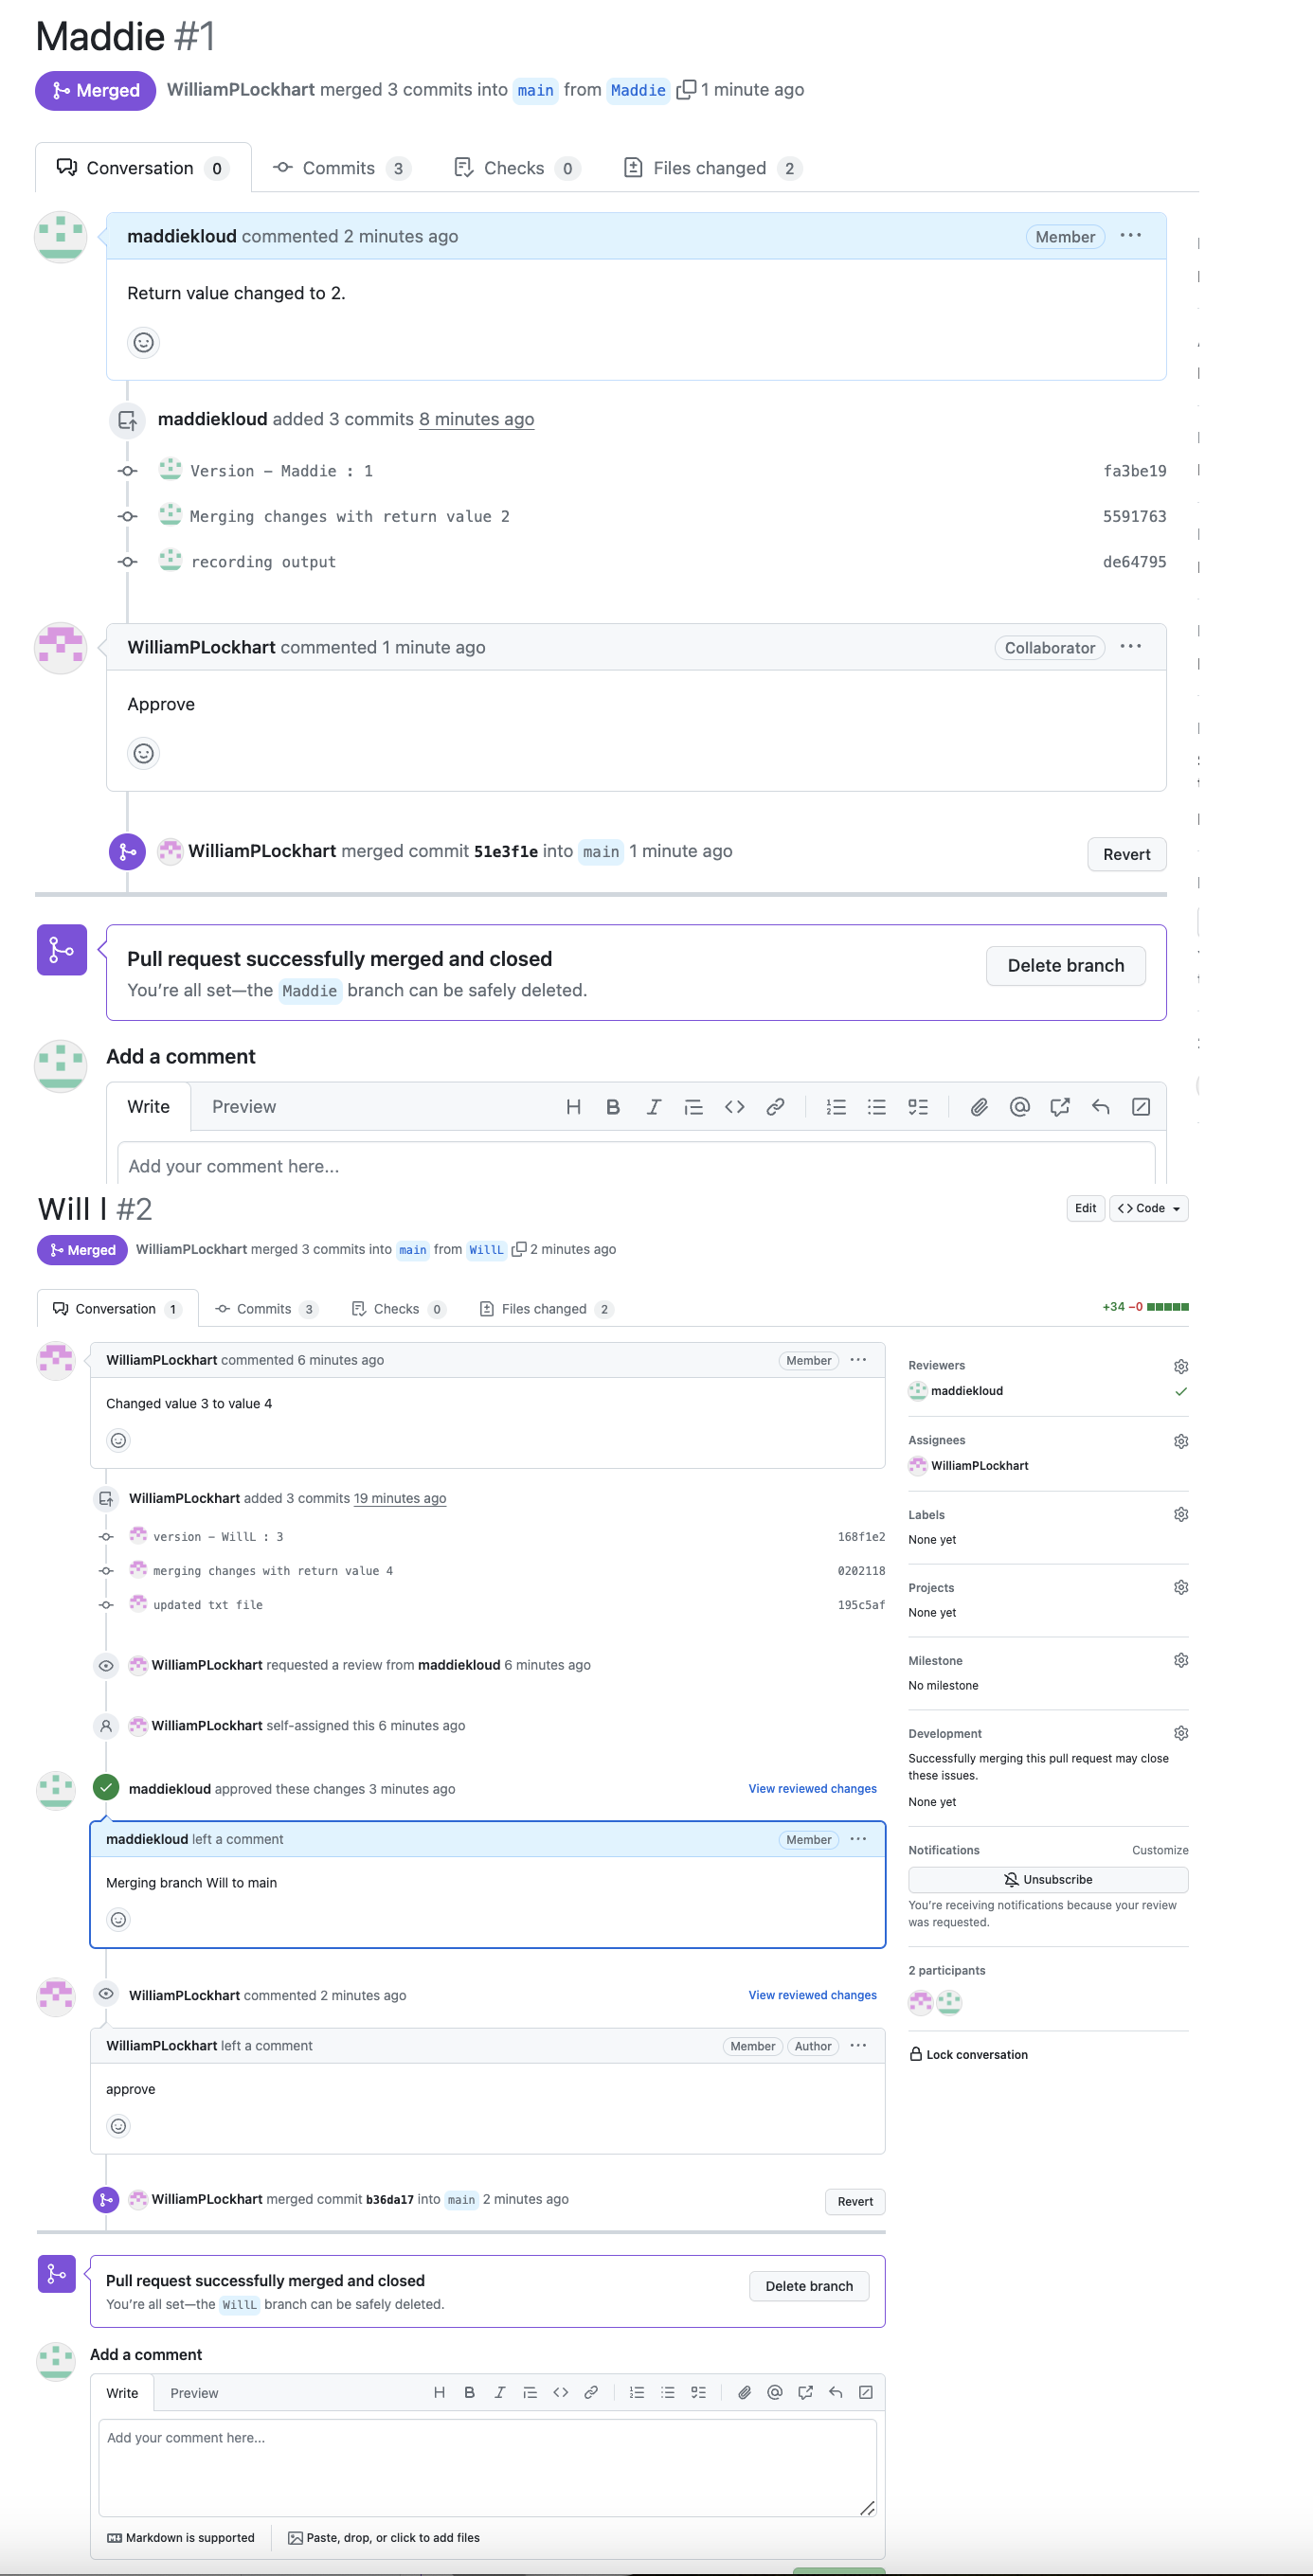 Maddie #1
Merged WilliamPLockhart merged 3 commits into main from Maddie 1 minute ago
Conversation 0 Commits 3 Checks 0 Files changed 2
maddiekloud commented 2 minutes ago Member ...
Return value changed to 2.
maddiekloud added 3 commits 8 minutes ago
Version – Maddie : 1 fa3be19
Merging changes with return value 2 5591763
recording output de64795
WilliamPLockhart commented 1 minute ago Collaborator ...
Approve
WilliamPLockhart merged commit 51e3f1e into main 1 minute ago Revert
Pull request successfully merged and closed
You're all set—the Maddie branch can be safely deleted.
Delete branch
Add a comment
Write Preview
Add your comment here...
Will l #2 Edit <> Code
Merged WilliamPLockhart merged 3 commits into main from WillL 2 minutes ago
Conversation 1 Commits 3 Checks 0 Files changed 2 +34 −0
WilliamPLockhart commented 6 minutes ago Member ...
Changed value 3 to value 4
WilliamPLockhart added 3 commits 19 minutes ago
version – WillL : 3 168f1e2
merging changes with return value 4 0202118
updated txt file 195c5af
WilliamPLockhart requested a review from maddiekloud 6 minutes ago
WilliamPLockhart self-assigned this 6 minutes ago
maddiekloud approved these changes 3 minutes ago View reviewed changes
maddiekloud left a comment Member ...
Merging branch Will to main
WilliamPLockhart commented 2 minutes ago View reviewed changes
WilliamPLockhart left a comment Member Author ...
approve
WilliamPLockhart merged commit b36da17 into main 2 minutes ago Revert
Pull request successfully merged and closed
You're all set—the WillL branch can be safely deleted.
Delete branch
Add a comment
Write Preview
Add your comment here...
Markdown is supported Paste, drop, or click to add files
Reviewers
maddiekloud
Assignees
WilliamPLockhart
Labels
None yet
Projects
None yet
Milestone
No milestone
Development
Successfully merging this pull request may close
these issues.
None yet
Notifications Customize
Unsubscribe
You're receiving notifications because your review
was requested.
2 participants
Lock conversation